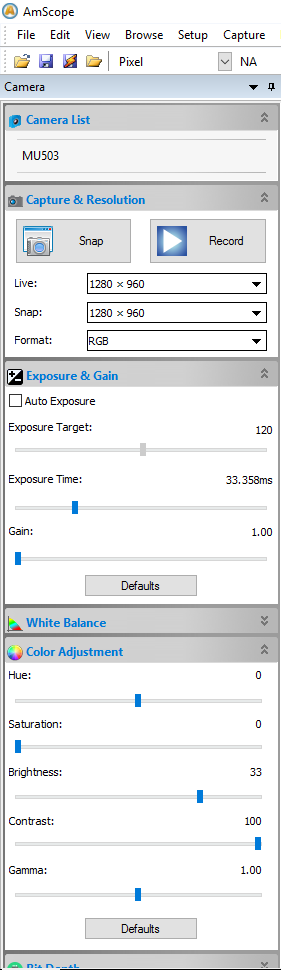 AmScope
File Edit View Browse Setup Capture
Pixel NA
Camera
Camera List
MU503
Capture & Resolution
Snap Record
Live: 1280 × 960
Snap: 1280 × 960
Format: RGB
Exposure & Gain
Auto Exposure
Exposure Target: 120
Exposure Time: 33.358ms
Gain: 1.00
Defaults
White Balance
Color Adjustment
Hue: 0
Saturation: 0
Brightness: 33
Contrast: 100
Gamma: 1.00
Defaults
Bit Depth